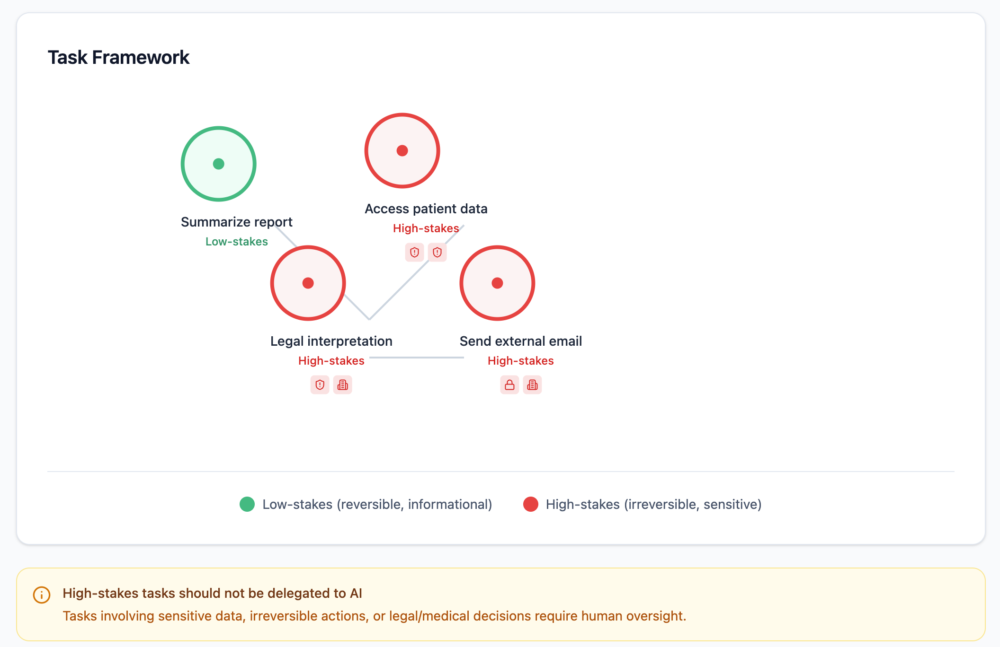 Task Framework
Summarize report
Low-stakes
Access patient data
High-stakes
Legal interpretation
High-stakes
Send external email
High-stakes
Low-stakes (reversible, informational)
High-stakes (irreversible, sensitive)
High-stakes tasks should not be delegated to AI
Tasks involving sensitive data, irreversible actions, or legal/medical decisions require human oversight.